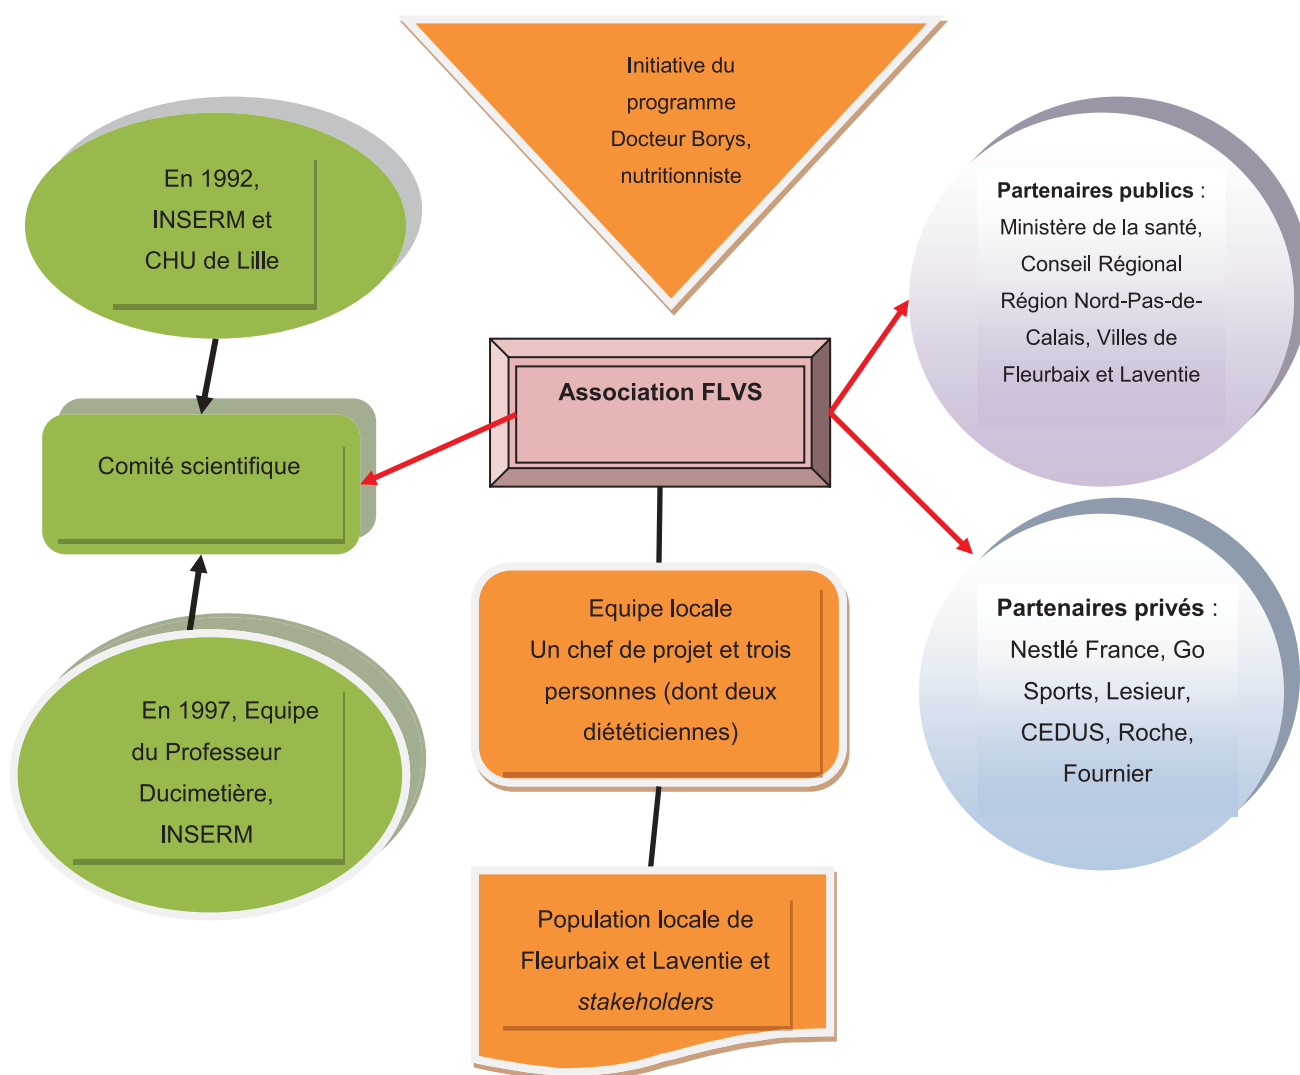 Initiative du
programme
Docteur Borys,
nutritionniste
En 1992,
INSERM et
CHU de Lille
Partenaires publics :
Ministère de la santé,
Conseil Régional
Région Nord-Pas-de-
Calais, Villes de
Fleurbaix et Laventie
Association FLVS
Comité scientifique
Equipe locale
Un chef de projet et trois
personnes (dont deux
diététiciennes)
Partenaires privés :
Nestlé France, Go
Sports, Lesieur,
CEDUS, Roche,
Fournier
En 1997, Equipe
du Professeur
Ducimetière,
INSERM
Population locale de
Fleurbaix et Laventie et
stakeholders